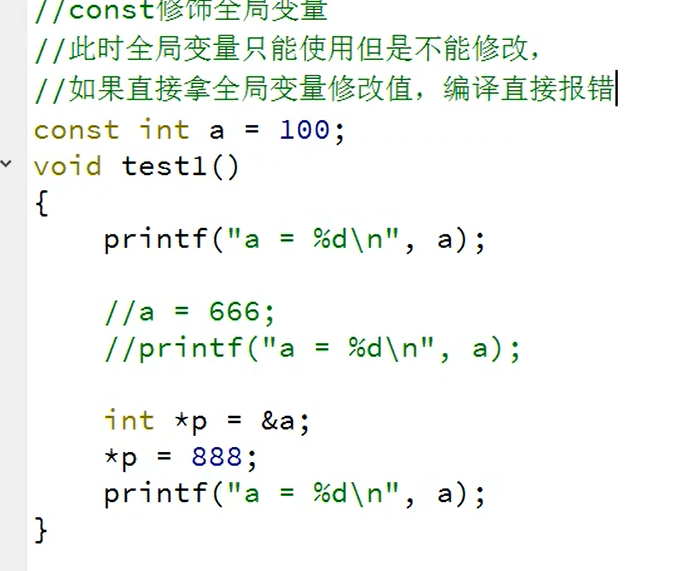 //const修饰全局变量
//此时全局变量只能使用但是不能修改，
//如果直接拿全局变量修改值，编译直接报错
const int a = 100;
void test1()
{
    printf("a = %d\n", a);
    //a = 666;
    //printf("a = %d\n", a);
    int *p = &a;
    *p = 888;
    printf("a = %d\n", a);
}